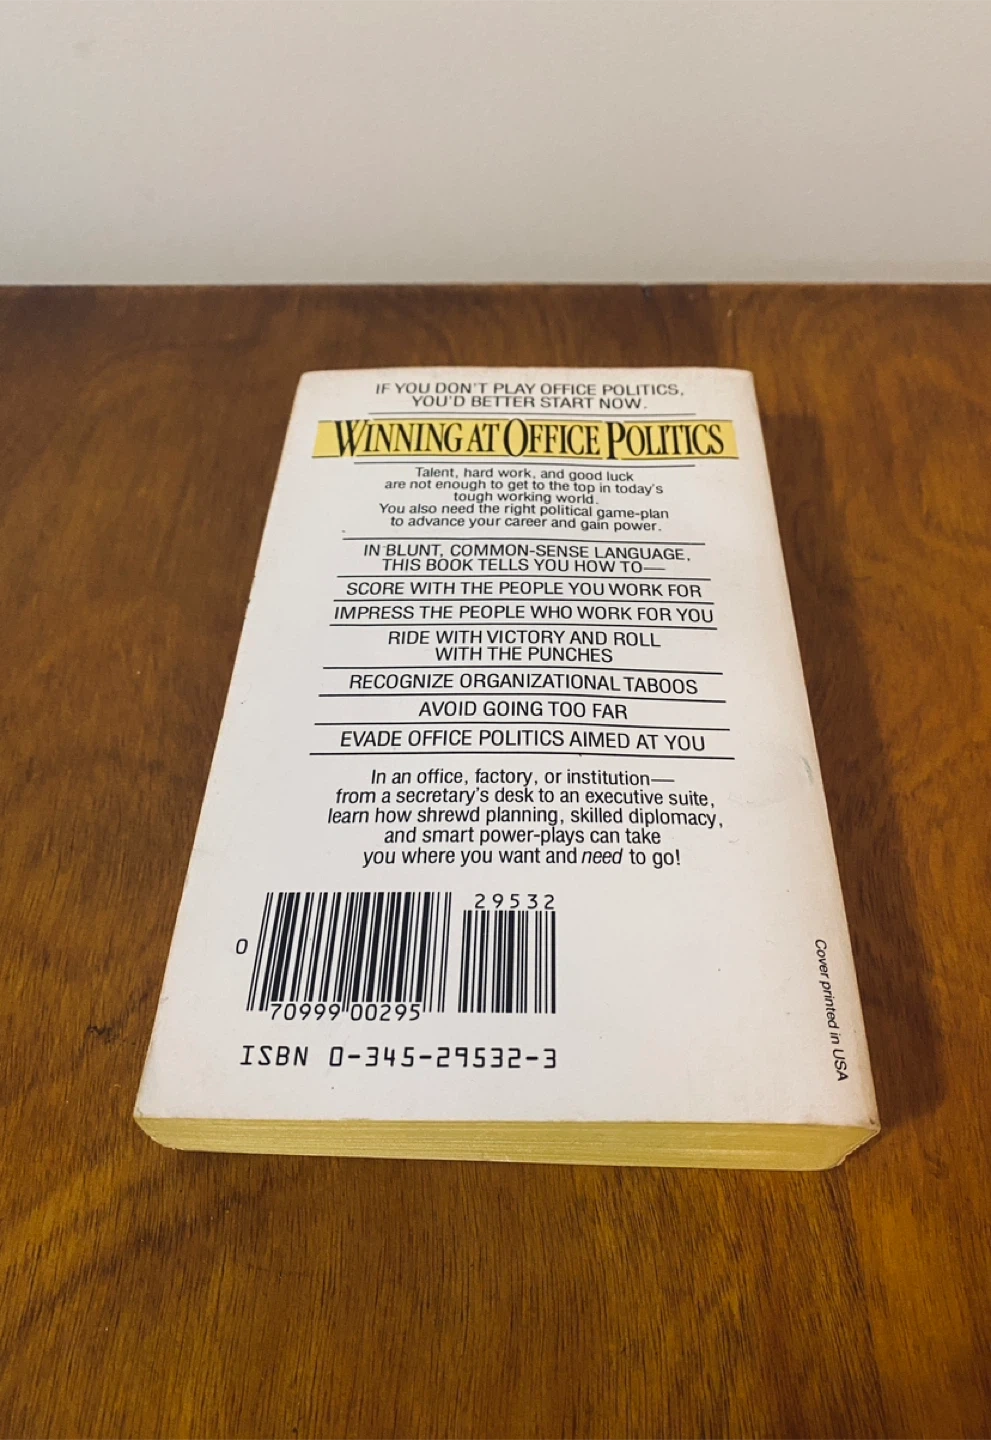 IF YOU DON'T PLAY OFFICE POLITICS,
YOU'D BETTER START NOW.
WINNING AT OFFICE POLITICS
Talent, hard work, and good luck
are not enough to get to the top in today's
tough working world.
You also need the right political game-plan
to advance your career and gain power.
IN BLUNT, COMMON-SENSE LANGUAGE,
THIS BOOK TELLS YOU HOW TO—
SCORE WITH THE PEOPLE YOU WORK FOR
IMPRESS THE PEOPLE WHO WORK FOR YOU
RIDE WITH VICTORY AND ROLL
WITH THE PUNCHES
RECOGNIZE ORGANIZATIONAL TABOOS
AVOID GOING TOO FAR
EVADE OFFICE POLITICS AIMED AT YOU
In an office, factory, or institution—
from a secretary's desk to an executive suite,
learn how shrewd planning, skilled diplomacy,
and smart power-plays can take
you where you want and need to go!
29532
0
70999 00295
ISBN 0-345-29532-3
Cover printed in USA